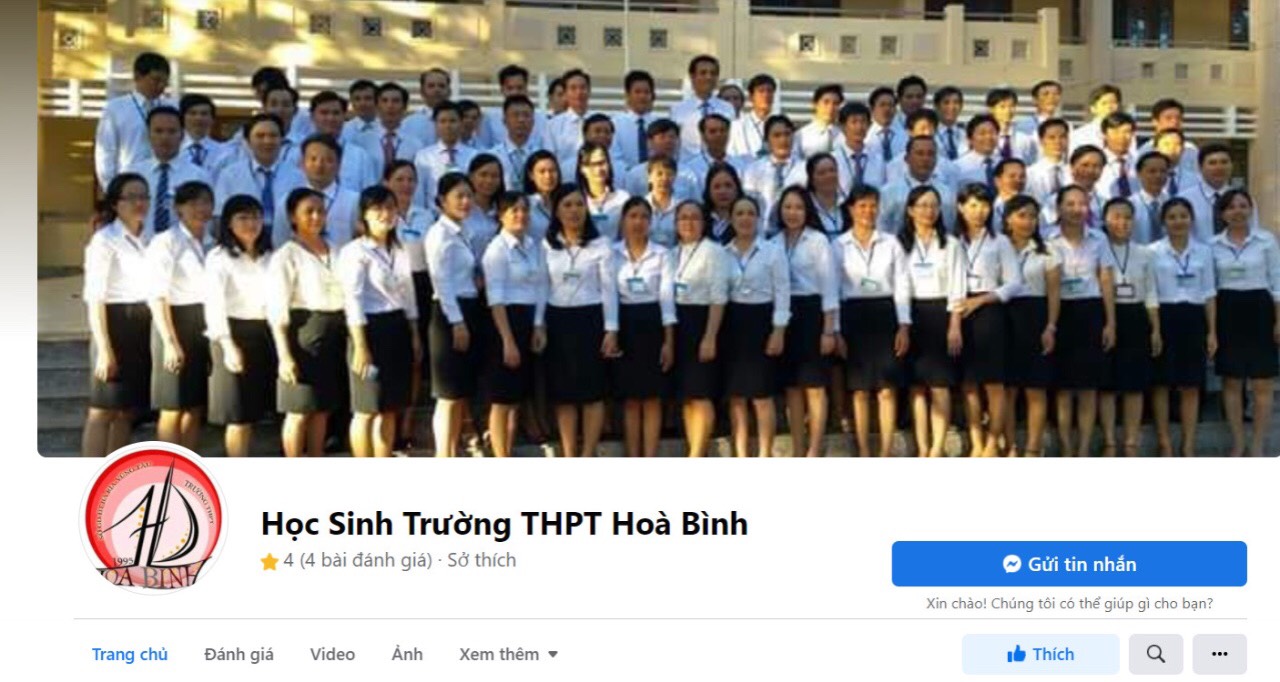 TRƯỜNG THPT
1995
HOÀ BÌNH
Học Sinh Trường THPT Hoà Bình
4 (4 bài đánh giá) · Sở thích
Gửi tin nhắn
Xin chào! Chúng tôi có thể giúp gì cho bạn?
Trang chủ
Đánh giá
Video
Ảnh
Xem thêm
Thích